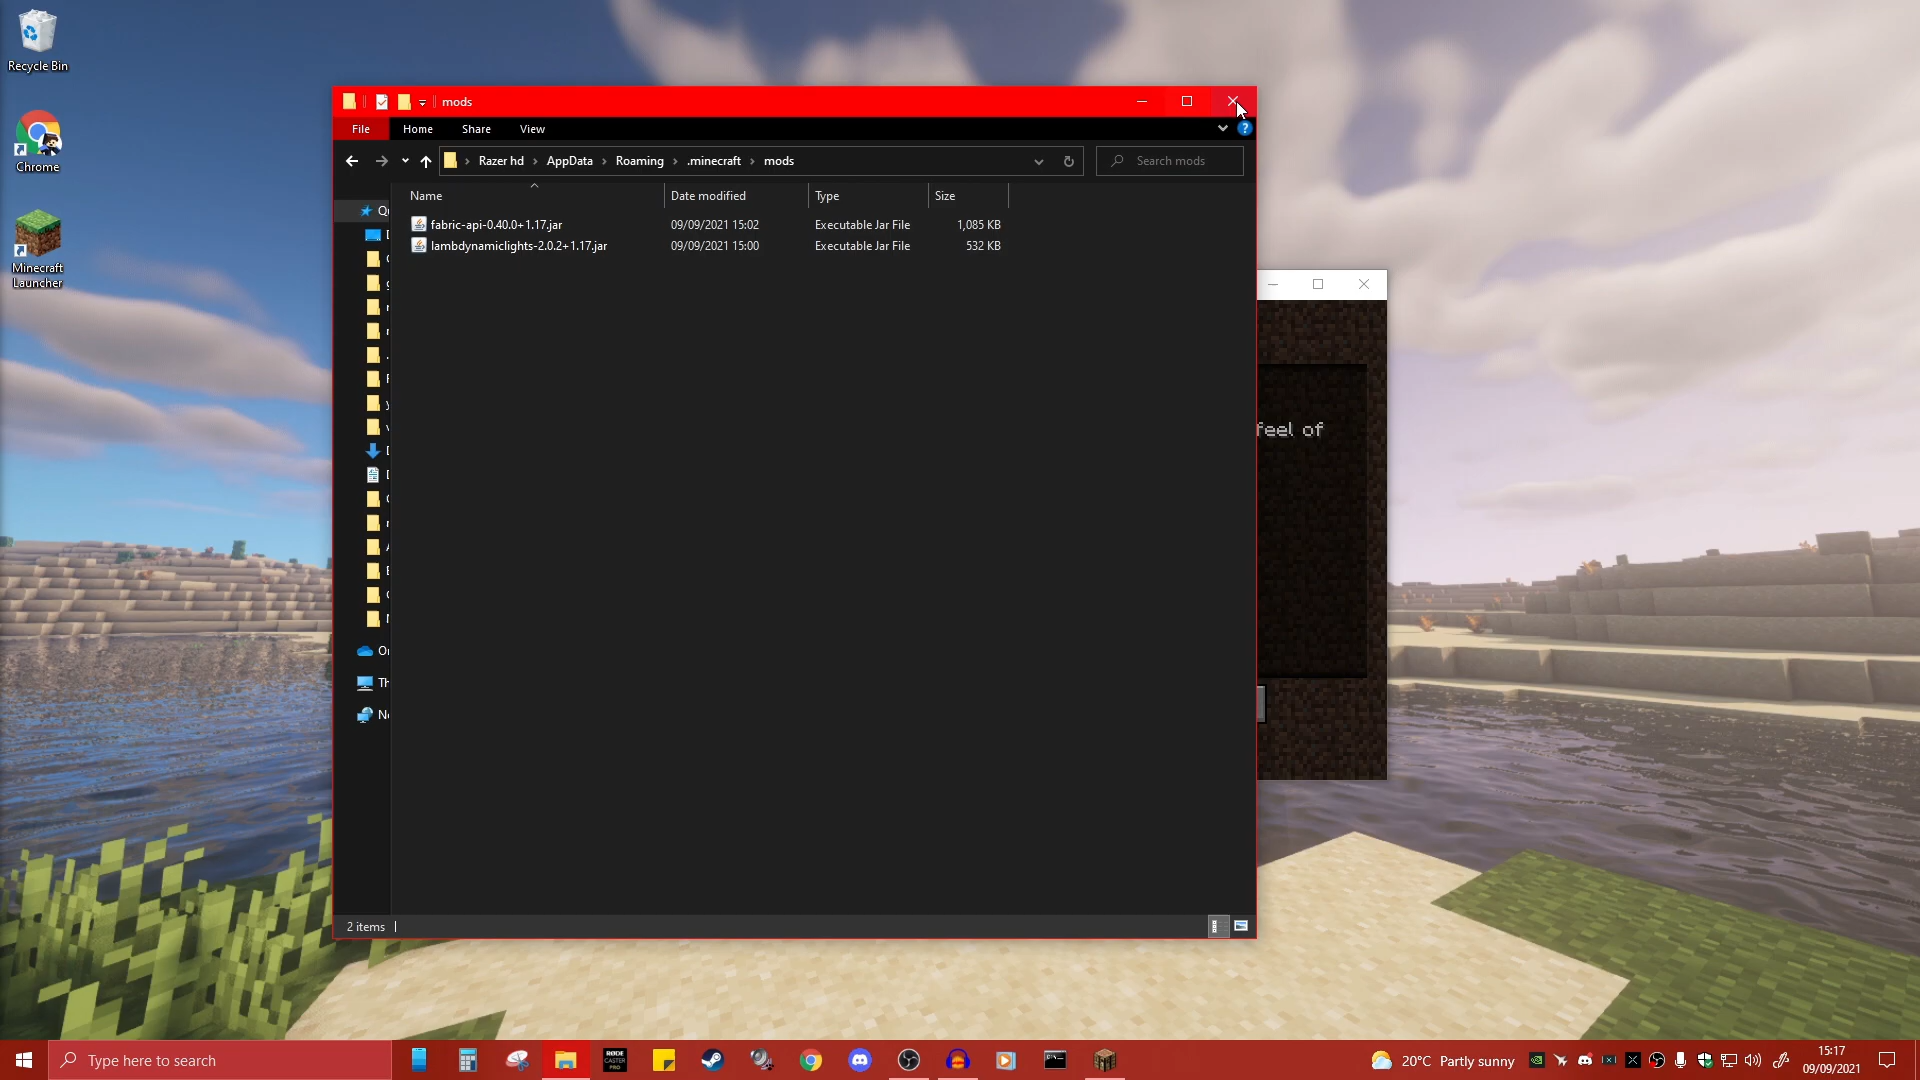 Recycle Bin
Chrome
Minecraft
Launcher
mods
File Home Share View
Razer hd AppData Roaming .minecraft mods
Search mods
Name Date modified Type Size
fabric-api-0.40.0+1.17.jar 09/09/2021 15:02 Executable Jar File 1,085 KB
lambdynamiclights-2.0.2+1.17.jar 09/09/2021 15:00 Executable Jar File 532 KB
feel of
2 items
Type here to search
RØDE
CASTER
PRO
20°C Partly sunny
15:17
09/09/2021